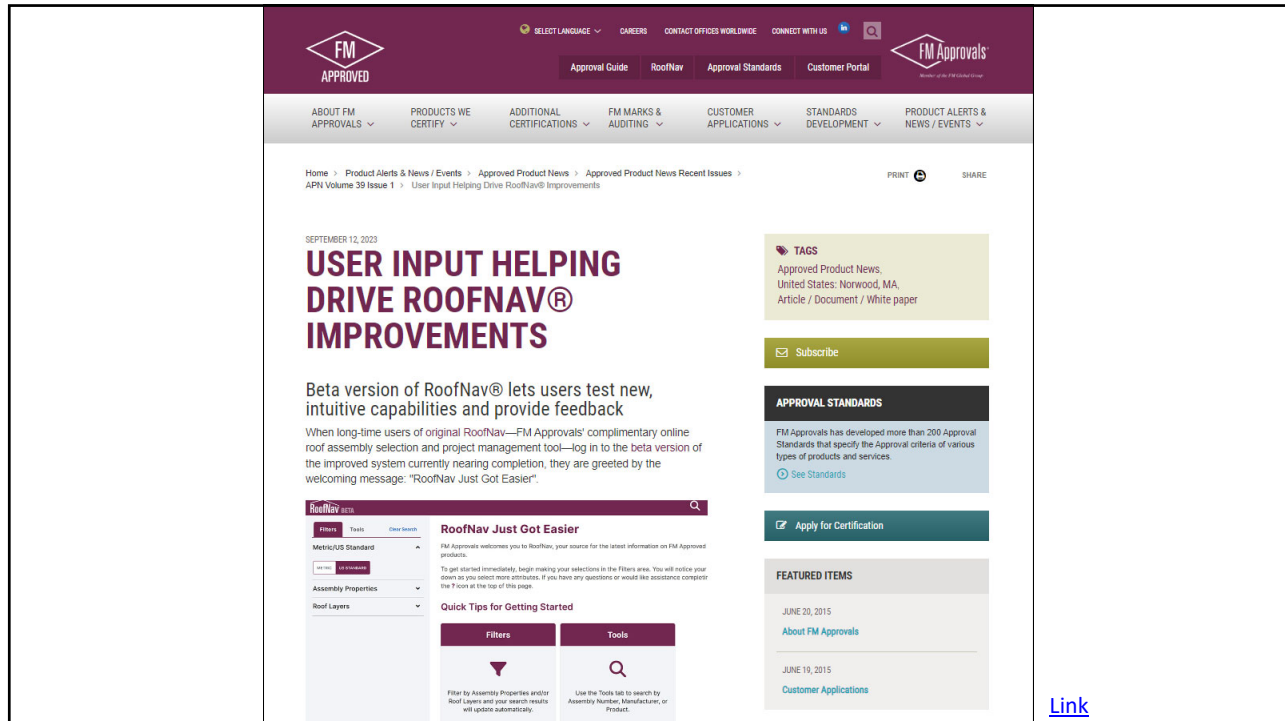 SELECT LANGUAGE
CAREERS
CONTACT OFFICES WORLDWIDE
CONNECT WITH US
in
FM
APPROVED
Approval Guide
RoofNav
Approval Standards
Customer Portal
FM Approvals
Member of the FM Global Group
ABOUT FM
APPROVALS
PRODUCTS WE
CERTIFY
ADDITIONAL
CERTIFICATIONS
FM MARKS &
AUDITING
CUSTOMER
APPLICATIONS
STANDARDS
DEVELOPMENT
PRODUCT ALERTS &
NEWS / EVENTS
Home > Product Alerts & News / Events > Approved Product News > Approved Product News Recent Issues >
APN Volume 39 Issue 1 > User Input Helping Drive RoofNav® Improvements
PRINT
SHARE
SEPTEMBER 12, 2023
USER INPUT HELPING
DRIVE ROOFNAV®
IMPROVEMENTS
Beta version of RoofNav® lets users test new,
intuitive capabilities and provide feedback
When long-time users of original RoofNav—FM Approvals' complimentary online
roof assembly selection and project management tool—log in to the beta version of
the improved system currently nearing completion, they are greeted by the
welcoming message: "RoofNav Just Got Easier".
RoofNav BETA
Filters
Tools
Clear Search
Metric/US Standard
METRIC
US STANDARD
Assembly Properties
Roof Layers
RoofNav Just Got Easier
FM Approvals welcomes you to RoofNav, your source for the latest information on FM Approved
products.
To get started immediately, begin making your selections in the Filters area. You will notice your
down as you select more attributes. If you have any questions or would like assistance completin
the ? icon at the top of this page.
Quick Tips for Getting Started
Filters
Filter by Assembly Properties and/or
Roof Layers and your search results
will update automatically.
Tools
Use the Tools tab to search by
Assembly Number, Manufacturer, or
Product.
TAGS
Approved Product News,
United States: Norwood, MA,
Article / Document / White paper
Subscribe
APPROVAL STANDARDS
FM Approvals has developed more than 200 Approval
Standards that specify the Approval criteria of various
types of products and services.
See Standards
Apply for Certification
FEATURED ITEMS
JUNE 20, 2015
About FM Approvals
JUNE 19, 2015
Customer Applications
Link